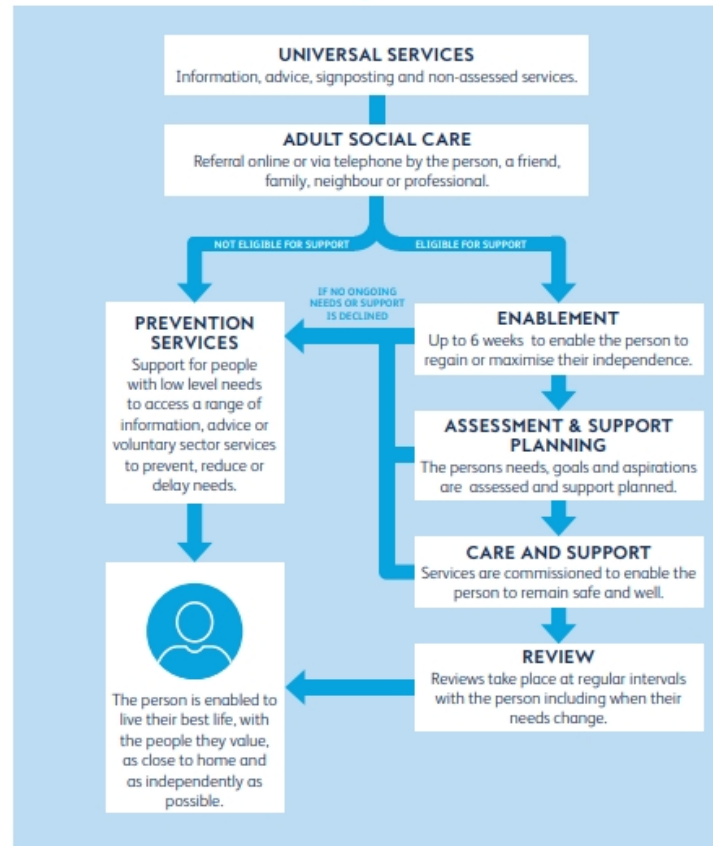 UNIVERSAL SERVICES
Information, advice, signposting and non-assessed services.
ADULT SOCIAL CARE
Referral online or via telephone by the person, a friend,
family, neighbour or professional.
NOT ELIGIBLE FOR SUPPORT
ELIGIBLE FOR SUPPORT
IF NO ONGOING
NEEDS OR SUPPORT
IS DECLINED
PREVENTION
SERVICES
Support for people
with low level needs
to access a range of
information, advice or
voluntary sector services
to prevent, reduce or
delay needs.
ENABLEMENT
Up to 6 weeks to enable the person to
regain or maximise their independence.
ASSESSMENT & SUPPORT
PLANNING
The persons needs, goals and aspirations
are assessed and support planned.
CARE AND SUPPORT
Services are commissioned to enable the
person to remain safe and well.
REVIEW
Reviews take place at regular intervals
with the person including when their
needs change.
The person is enabled to
live their best life, with
the people they value,
as close to home and
as independently as
possible.